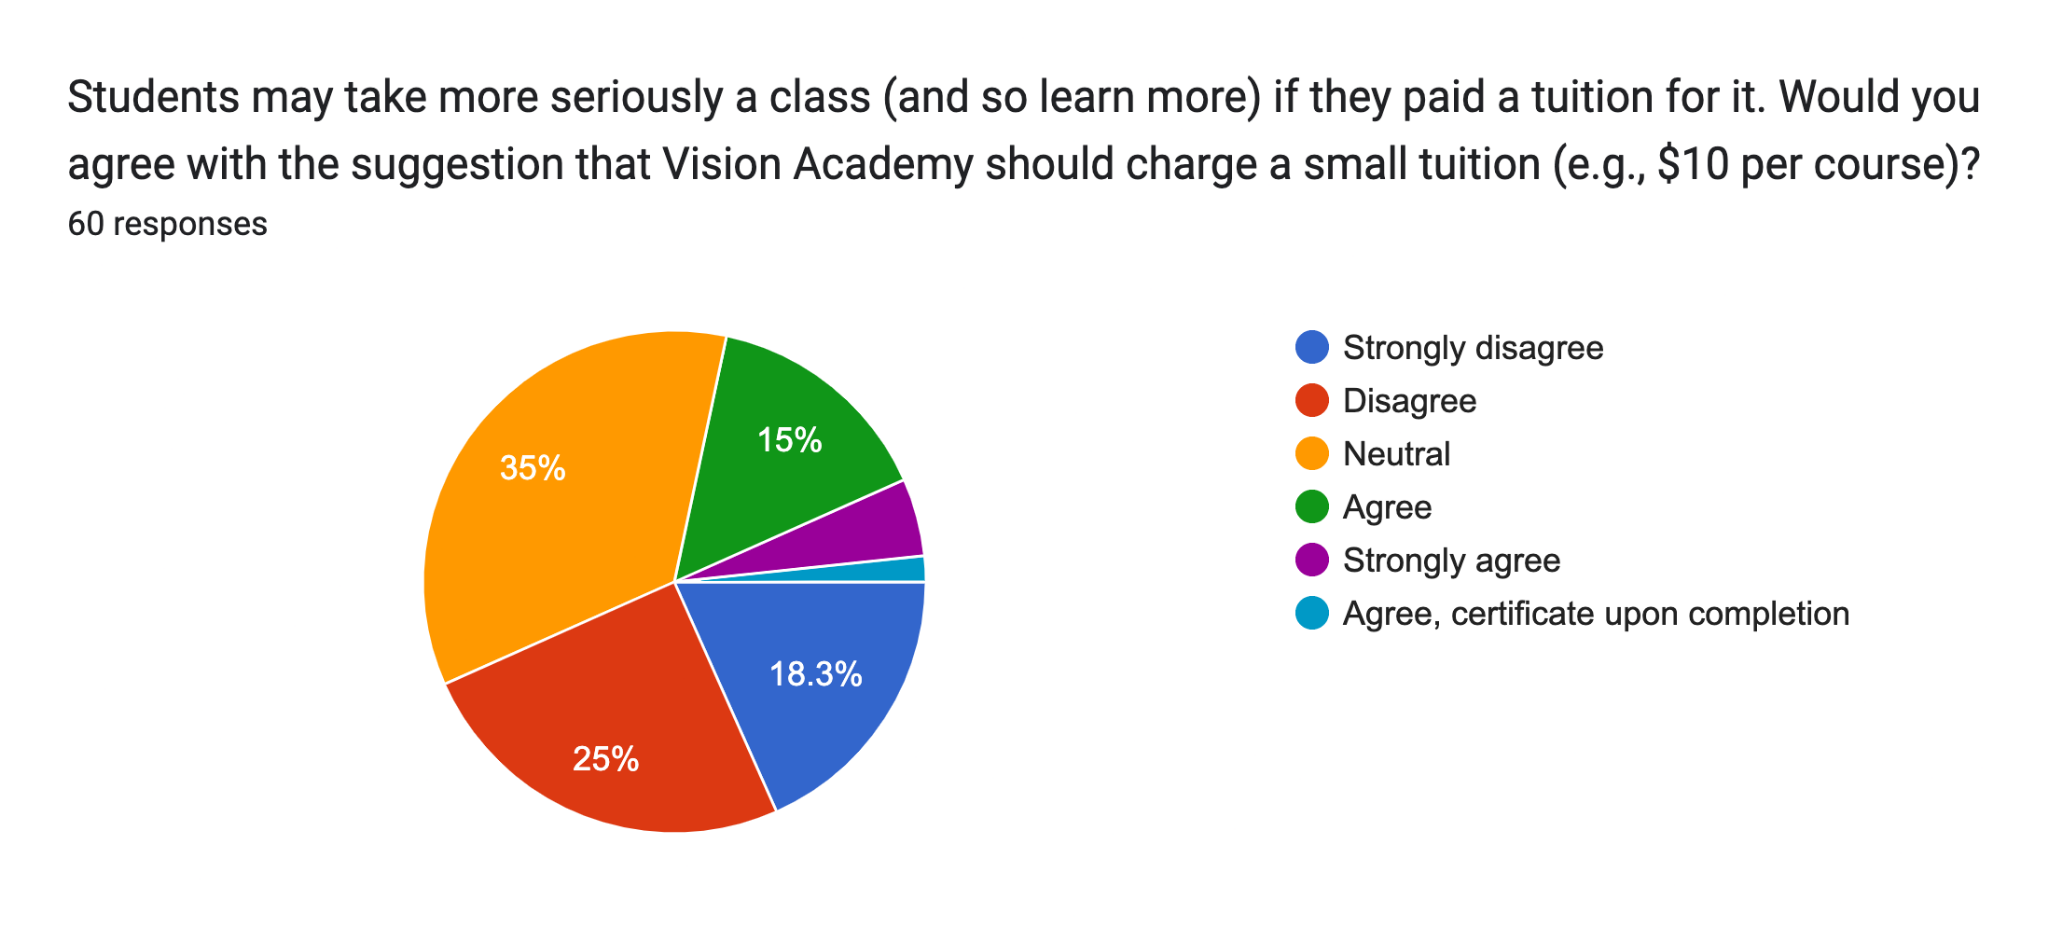 Students may take more seriously a class (and so learn more) if they paid a tuition for it. Would you
agree with the suggestion that Vision Academy should charge a small tuition (e.g., $10 per course)?
60 responses
Strongly disagree
Disagree
Neutral
Agree
Strongly agree
Agree, certificate upon completion
15%
35%
18.3%
25%